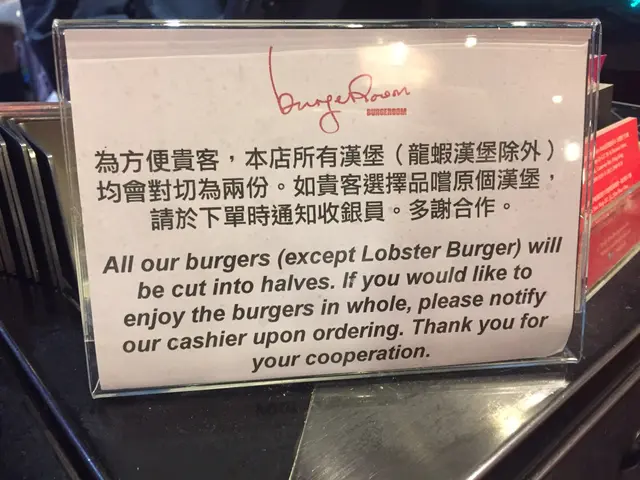 burgeRoom
BURGEROOM
為方便貴客，本店所有漢堡（龍蝦漢堡除外）
均會對切為兩份。如貴客選擇品嚐原個漢堡，
請於下單時通知收銀員。多謝合作。
All our burgers (except Lobster Burger) will
be cut into halves. If you would like to
enjoy the burgers in whole, please notify
our cashier upon ordering. Thank you for
your cooperation.